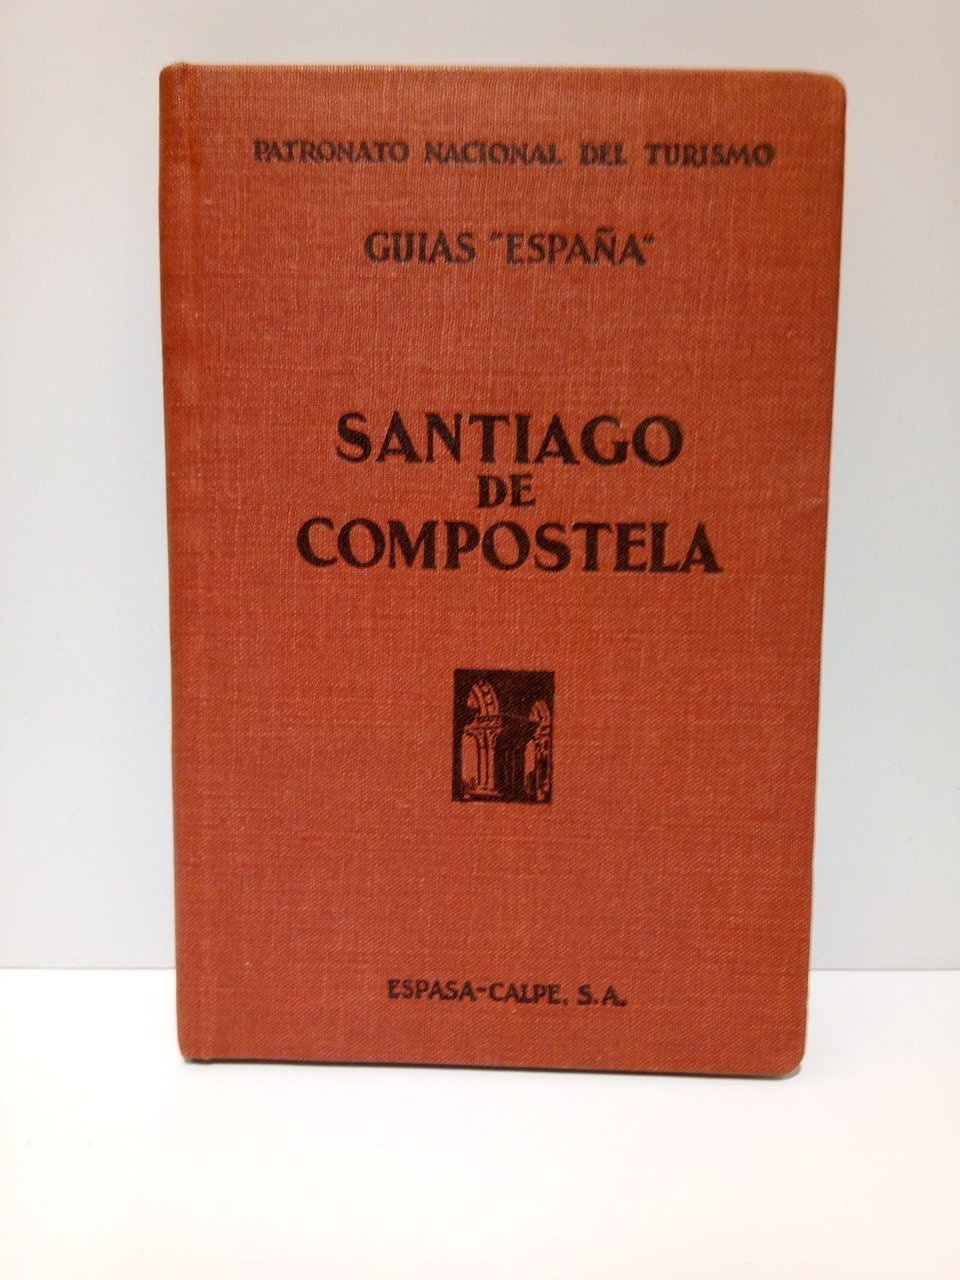 PATRONATO NACIONAL DEL TURISMO
GUIAS "ESPAÑA"
SANTIAGO
DE
COMPOSTELA
ESPASA-CALPE, S.A.